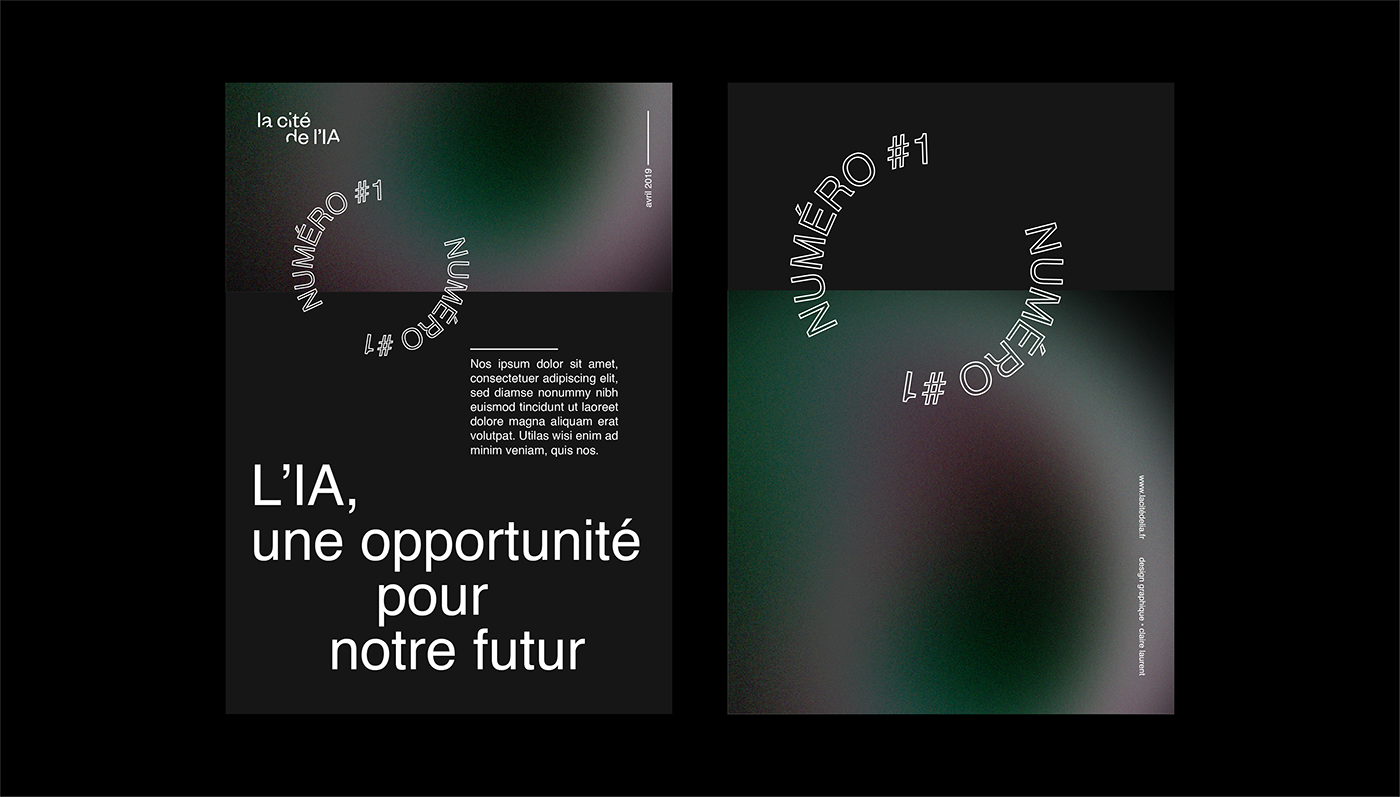 la cité
de l'IA
avril 2019
NUMÉRO #1
NUMÉRO #1
Nos ipsum dolor sit amet,
consectetuer adipiscing elit,
sed diamse nonummy nibh
euismod tincidunt ut laoreet
dolore magna aliquam erat
volutpat. Utilas wisi enim ad
minim veniam, quis nos.
L’IA,
une opportunité
pour
notre futur
NUMÉRO #1
NUMÉRO #1
www.lacitédelia.fr design graphique • claire laurent